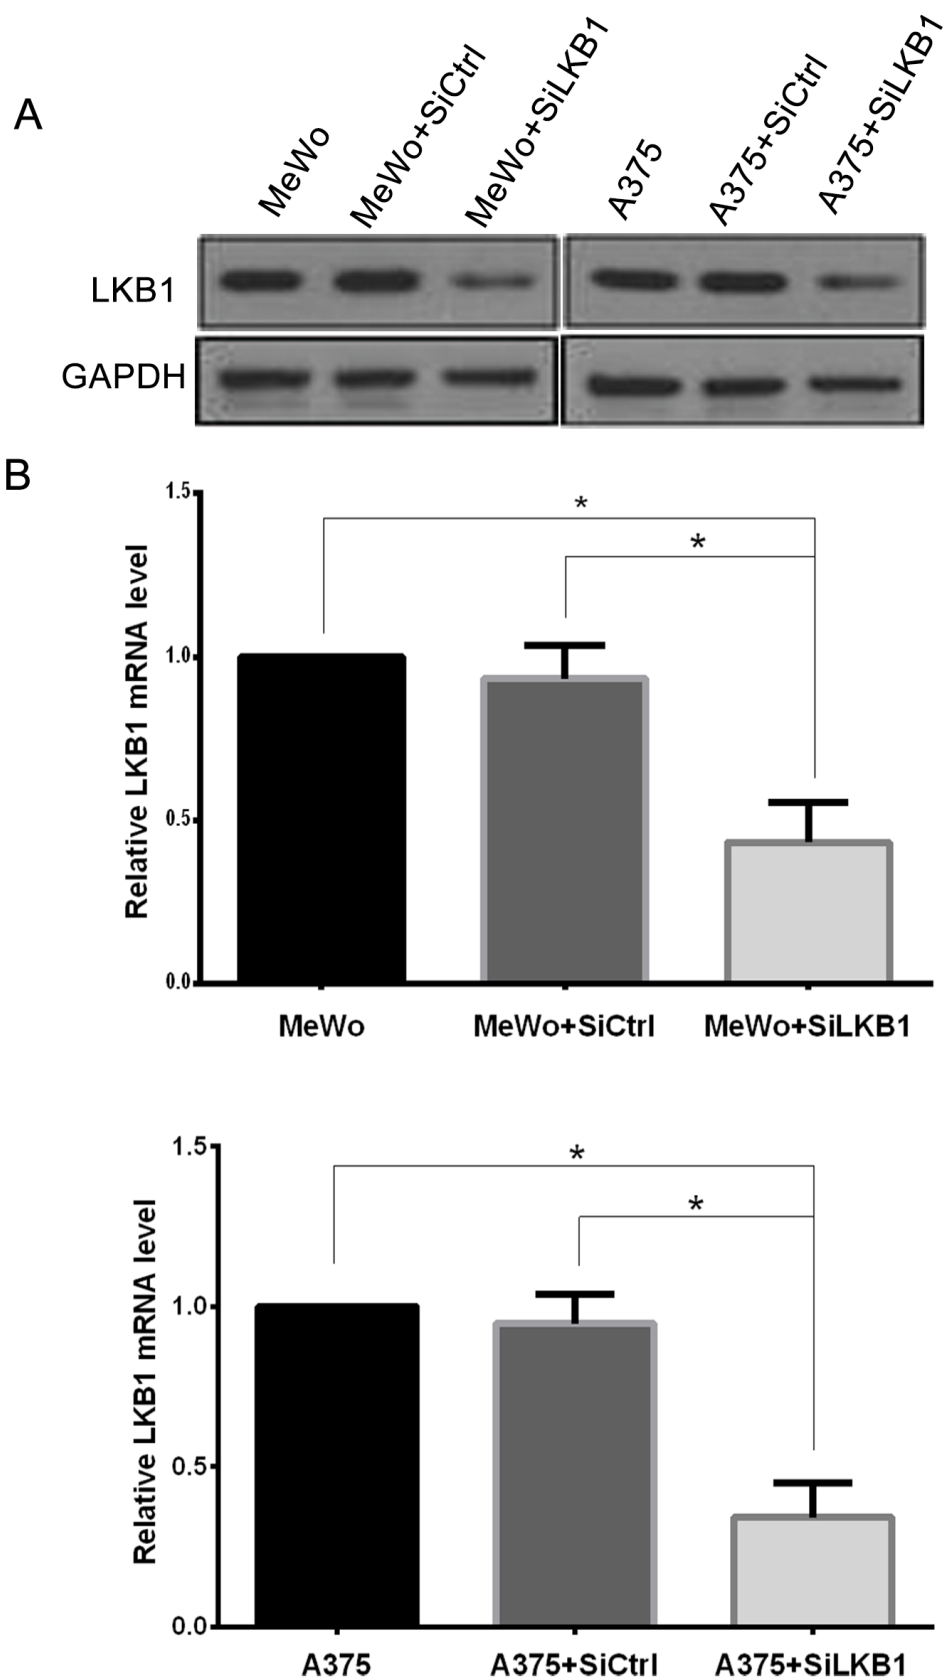 A
MeWo
MeWo+SiCtrl
MeWo+SiLKB1
A375
A375+SiCtrl
A375+SiLKB1
LKB1
GAPDH
B
Relative LKB1 mRNA level
1.5
1.0
0.5
0.0
*
*
MeWo MeWo+SiCtrl MeWo+SiLKB1
Relative LKB1 mRNA level
1.5
1.0
0.5
0.0
*
*
A375 A375+SiCtrl A375+SiLKB1